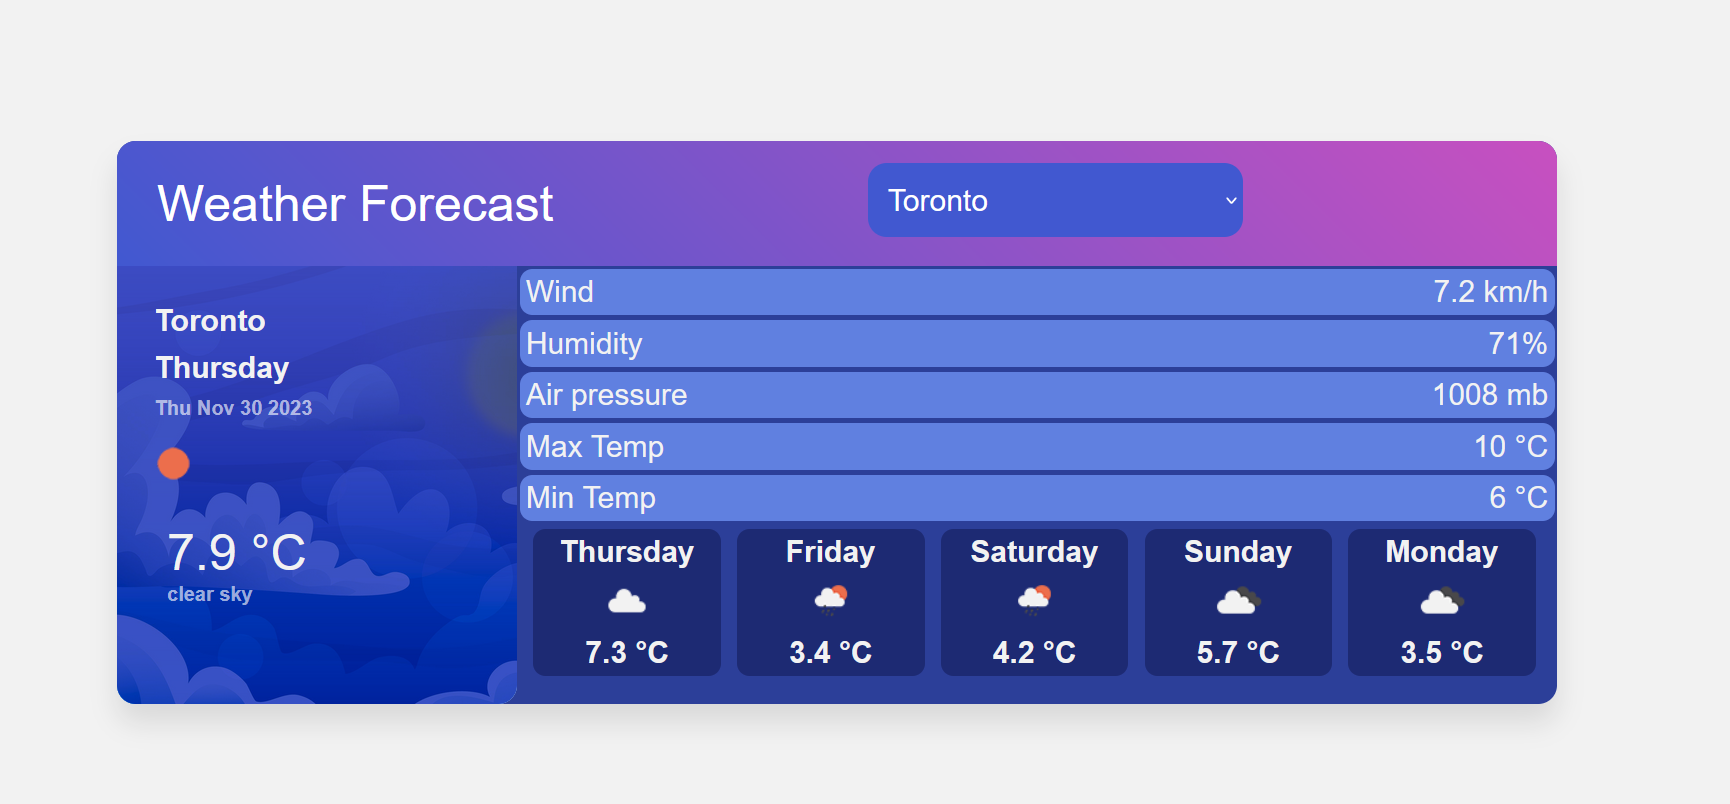 Weather Forecast
Toronto
Toronto
Thursday
Thu Nov 30 2023
7.9 °C
clear sky
Wind 7.2 km/h
Humidity 71%
Air pressure 1008 mb
Max Temp 10 °C
Min Temp 6 °C
Thursday Friday Saturday Sunday Monday
7.3 °C 3.4 °C 4.2 °C 5.7 °C 3.5 °C